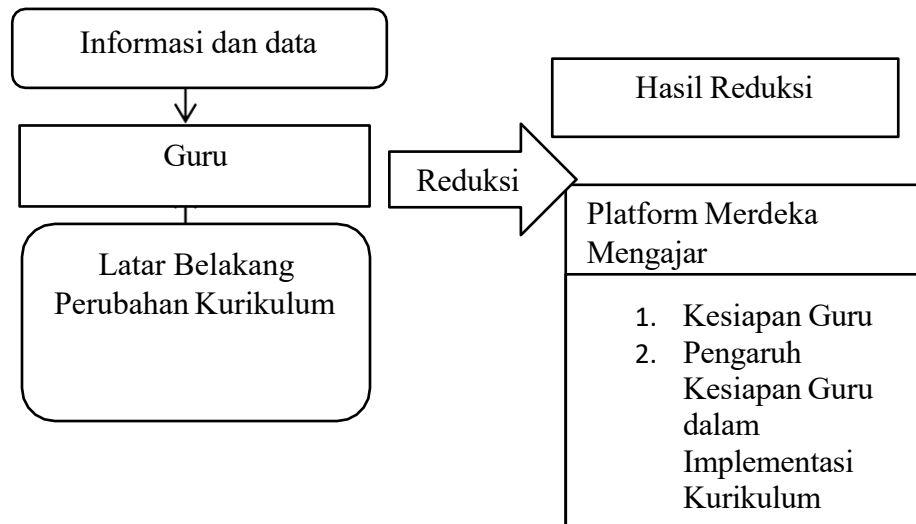 Informasi dan data
Guru
Latar Belakang
Perubahan Kurikulum
Reduksi
Hasil Reduksi
Platform Merdeka
Mengajar
1. Kesiapan Guru
2. Pengaruh
Kesiapan Guru
dalam
Implementasi
Kurikulum